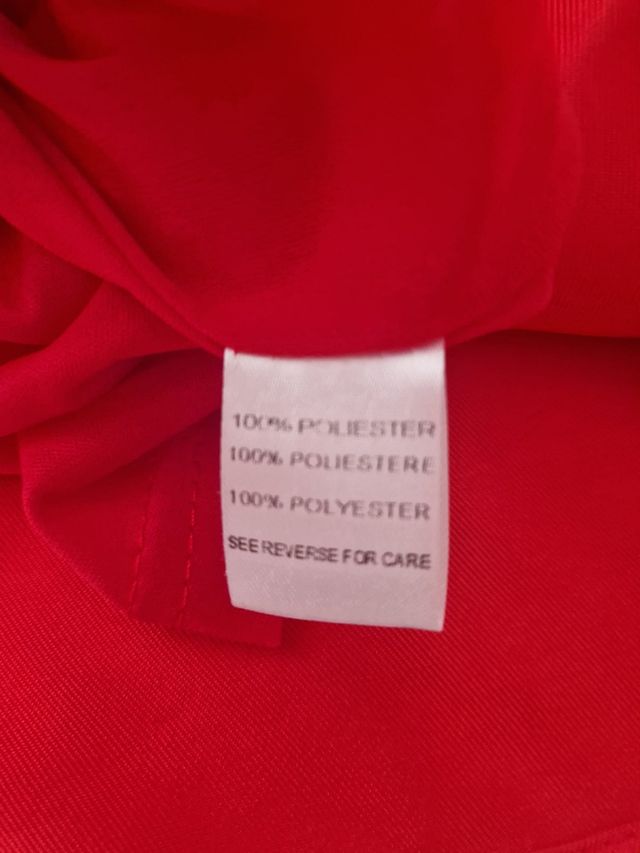 100% POLIESTER
100% POLIESTERE
100% POLYESTER
SEE REVERSE FOR CARE